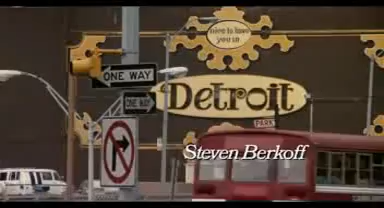 Nice to have
you in
ONE WAY
ONE WAY
Detroit
PARK
Steven Berkoff